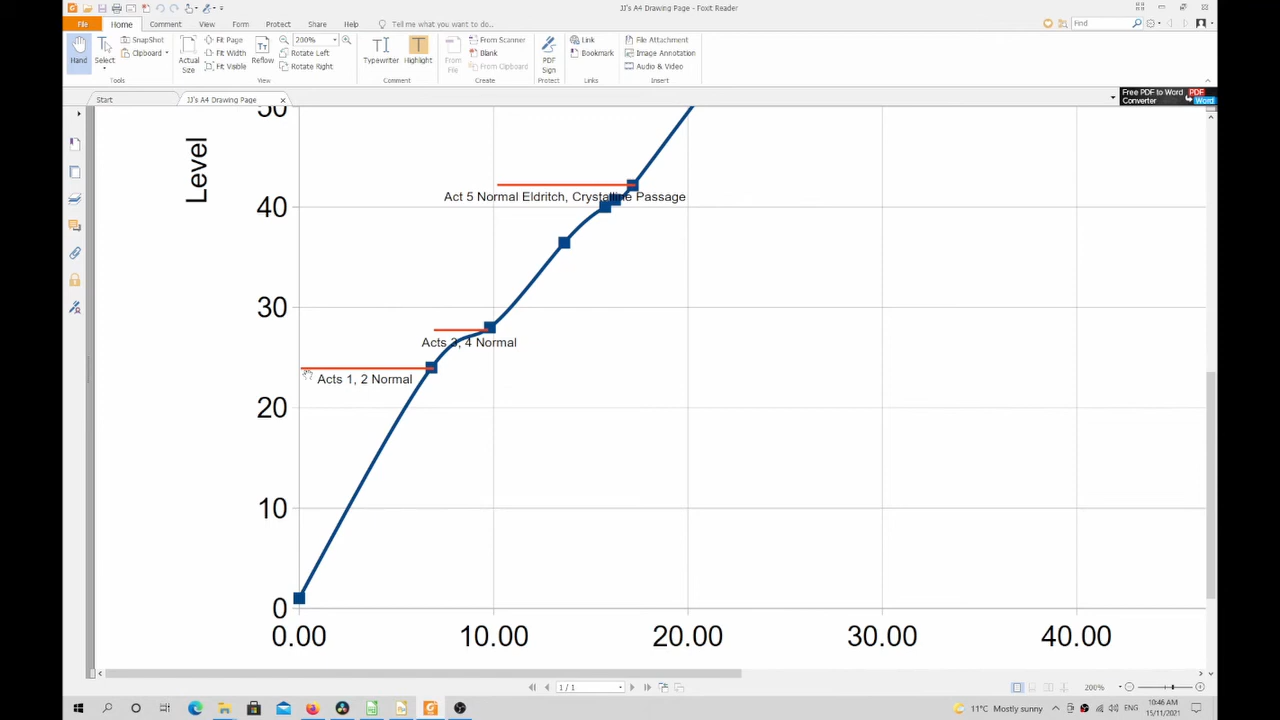 JJ's A4 Drawing Page - Foxit Reader
File Home Comment View Form Protect Share Help Tell me what you want to do.. Find
Hand
Select
SnapShot
Clipboard
Tools
Actual Size
Fit Page
Fit Width
Fit Visible
Reflow
200%
Rotate Left
Rotate Right
View
Typewriter
Highlight
Comment
From File
From Scanner
Blank
From Clipboard
Create
PDF Sign
Protect
Link
Bookmark
Links
File Attachment
Image Annotation
Audio & Video
Insert
Start
JJ's A4 Drawing Page
Free PDF to Word
Converter
PDF
Word
50
Level
Act 5 Normal Eldritch, Crystalline Passage
40
30
Acts 3, 4 Normal
Acts 1, 2 Normal
20
10
0
0.00 10.00 20.00 30.00 40.00
1 / 1
200%
11°C Mostly sunny
ENG
10:46 AM
15/11/2021